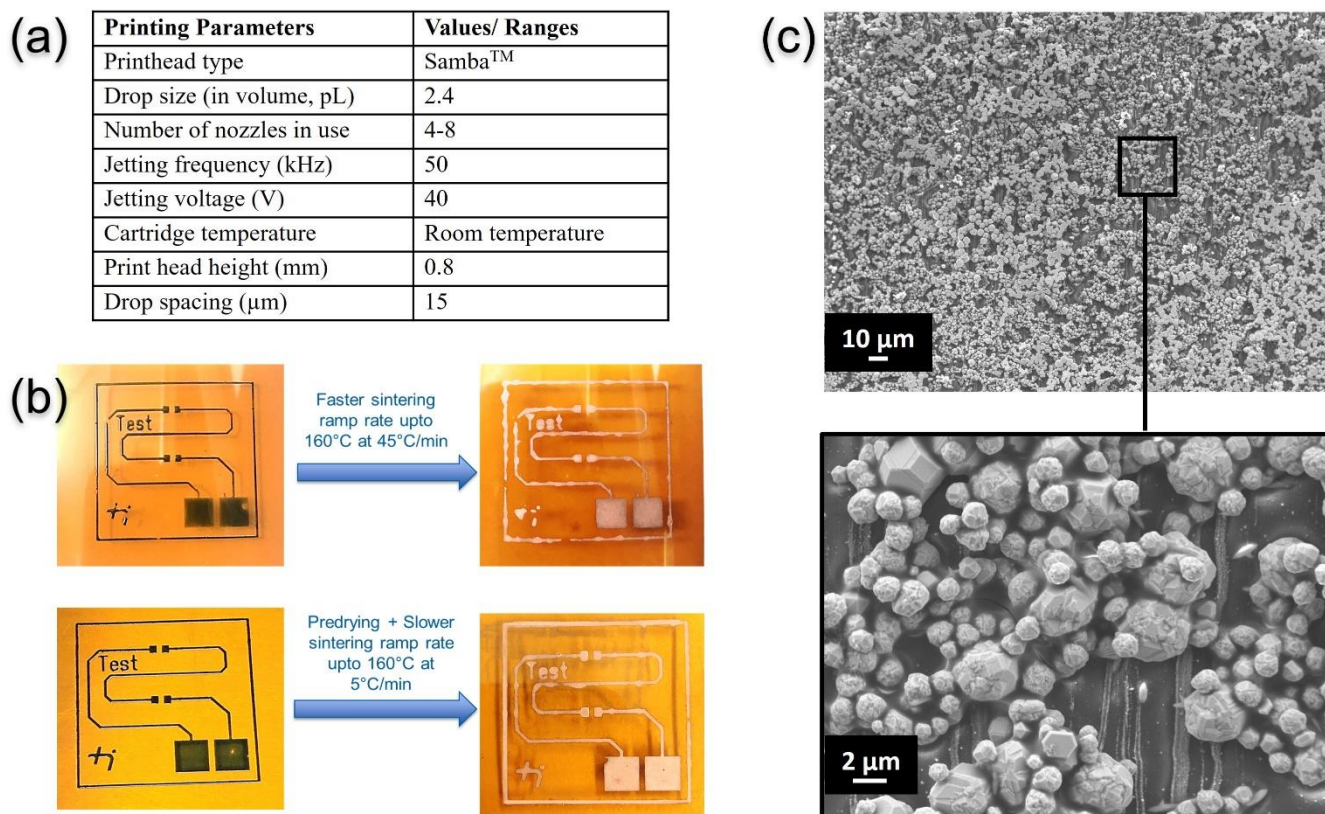 (a)
Printing Parameters Values/ Ranges
Printhead type Samba™
Drop size (in volume, pL) 2.4
Number of nozzles in use 4-8
Jetting frequency (kHz) 50
Jetting voltage (V) 40
Cartridge temperature Room temperature
Print head height (mm) 0.8
Drop spacing (µm) 15
(b)
Test
Faster sintering
ramp rate upto
160°C at 45°C/min
Test
Test
Predrying + Slower
sintering ramp rate
upto 160°C at
5°C/min
Test
(c)
10 µm
2 µm